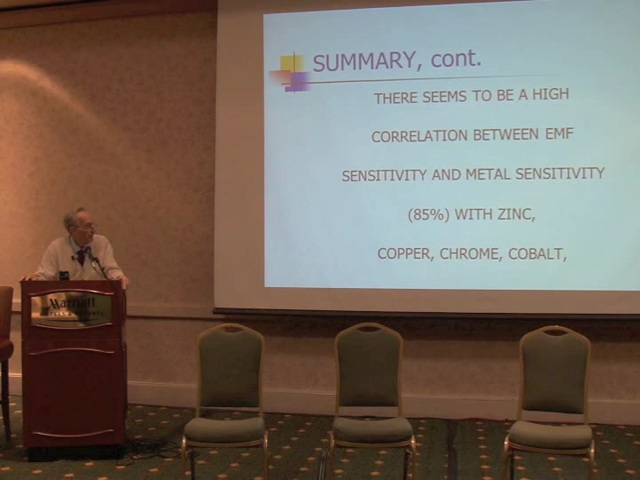 SUMMARY, cont.
THERE SEEMS TO BE A HIGH
CORRELATION BETWEEN EMF
SENSITIVITY AND METAL SENSITIVITY
(85%) WITH ZINC,
COPPER, CHROME, COBALT,
Marriott